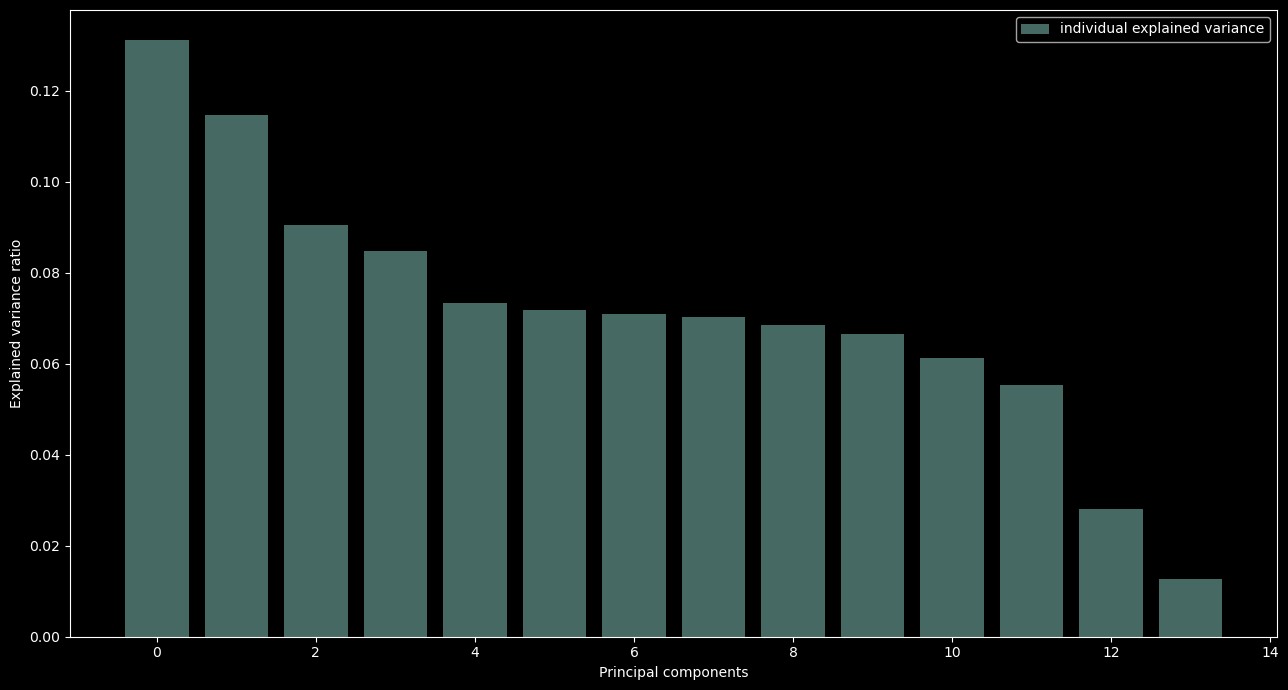 individual explained variance
0.12
0.10
0.08
0.06
0.04
0.02
0.00
Explained variance ratio
0 2 4 6 8 10 12 14
Principal components